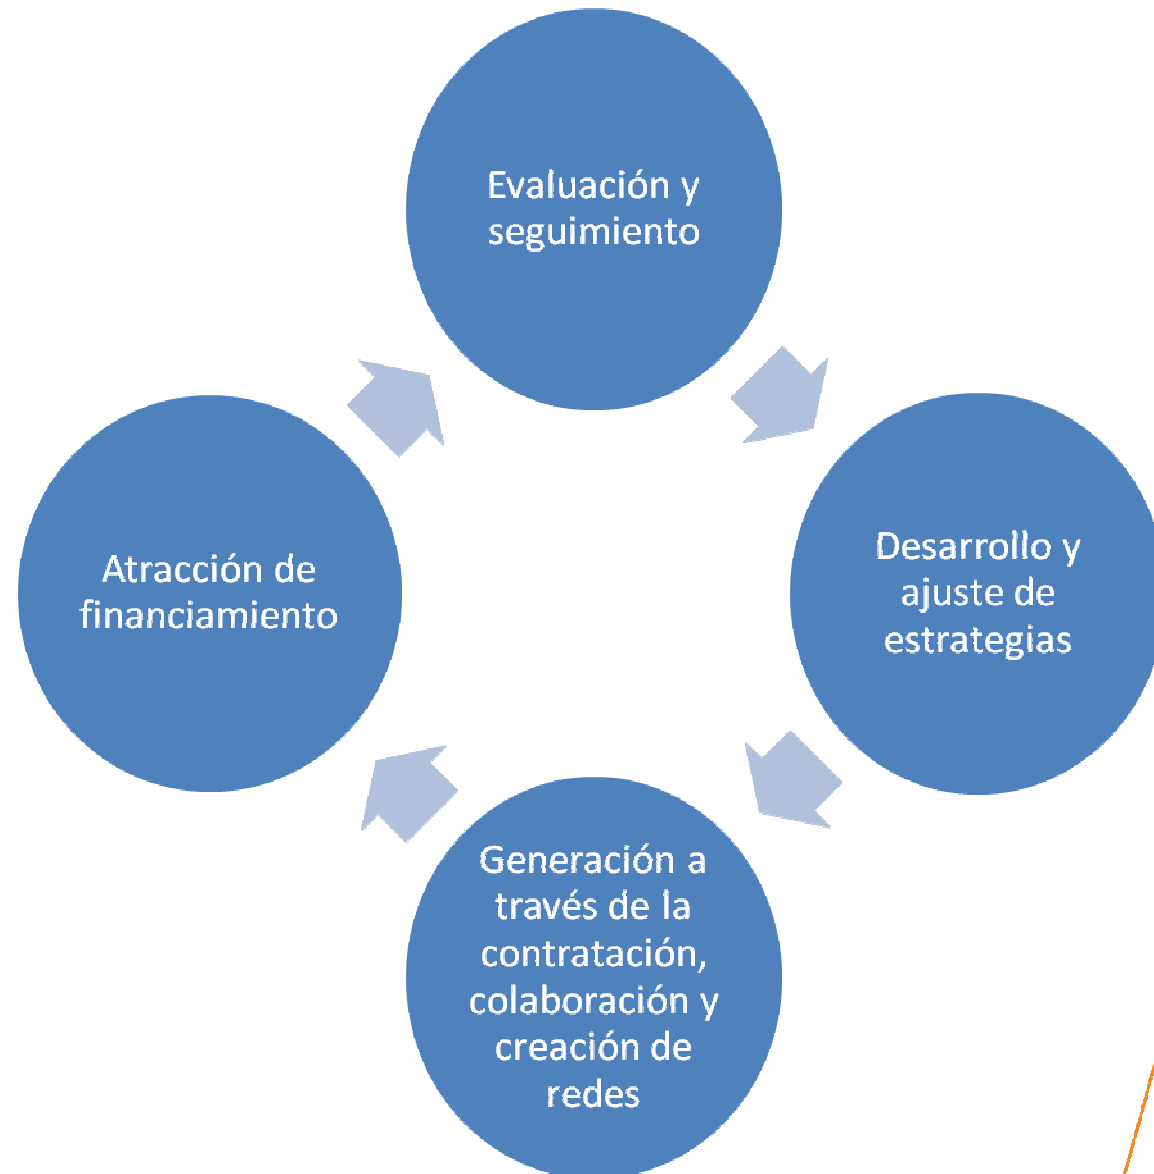 Evaluación y
seguimiento
Atracción de
financiamiento
Desarrollo y
ajuste de
estrategias
Generación a
través de la
contratación,
colaboración y
creación de
redes